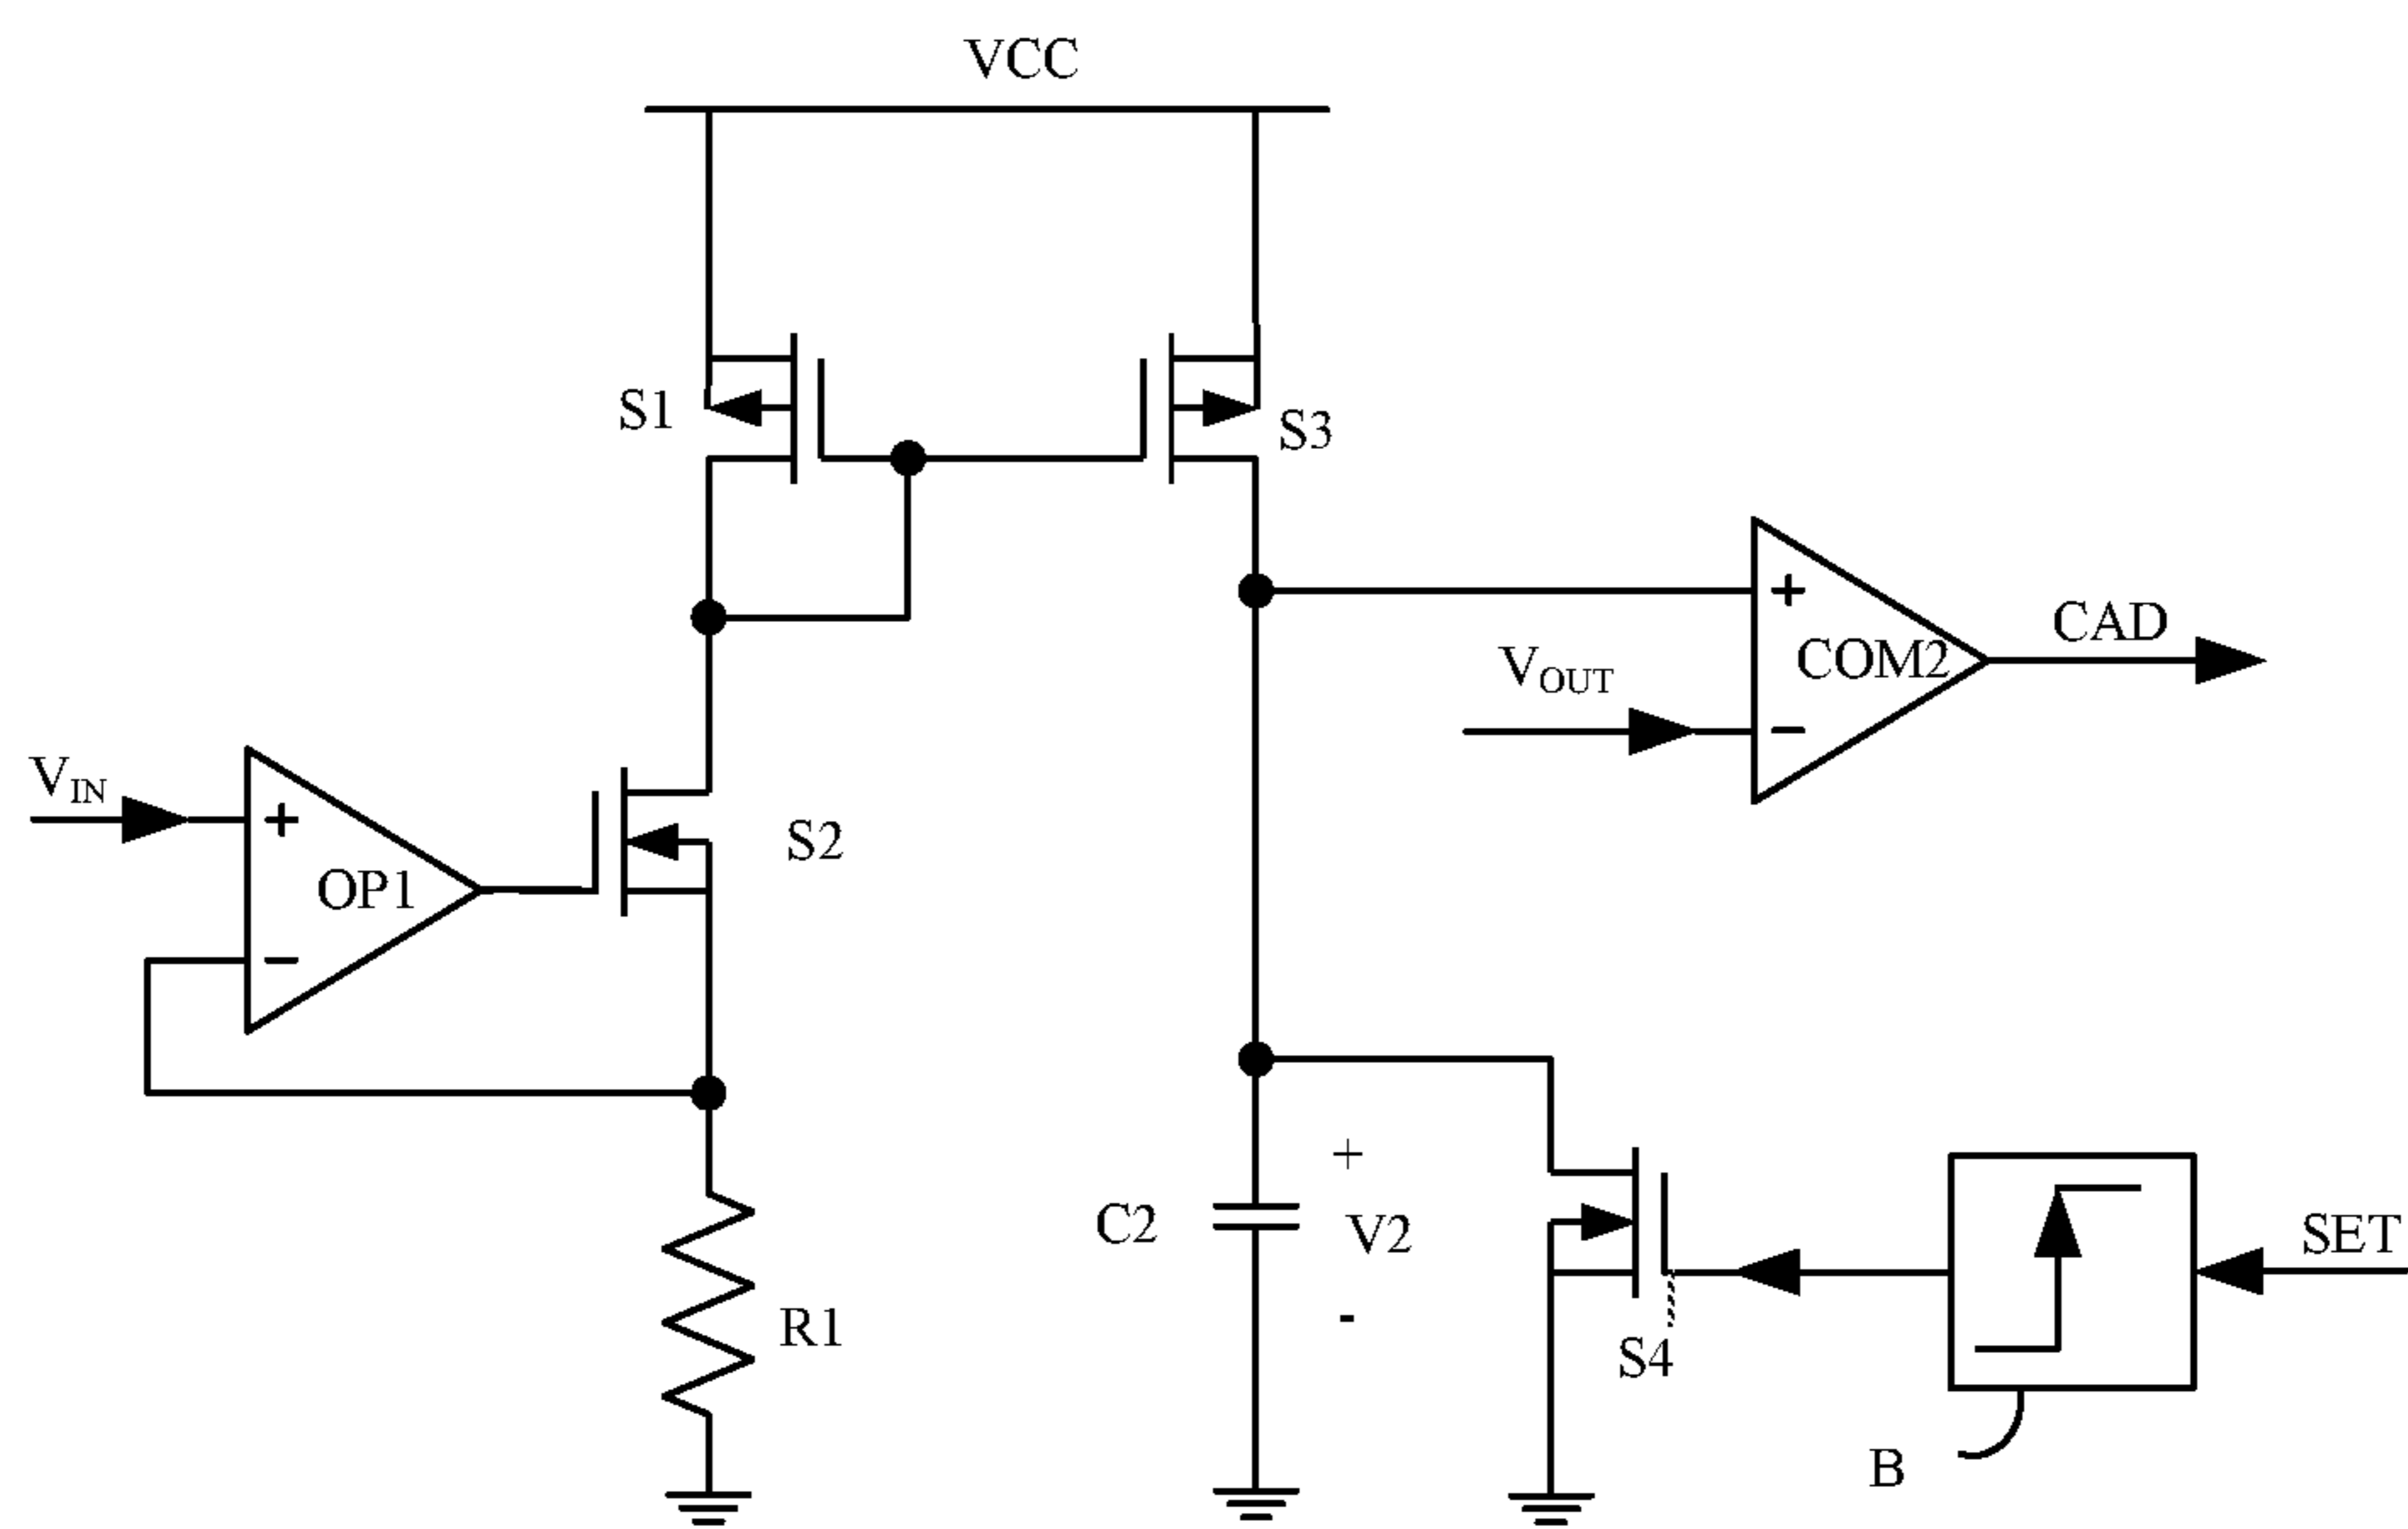 VCC
S1
S3
CAD
COM2
VOUT
+
−
VIN
+
OP1
−
S2
+
C2
V2
-
SET
R1
S4
B